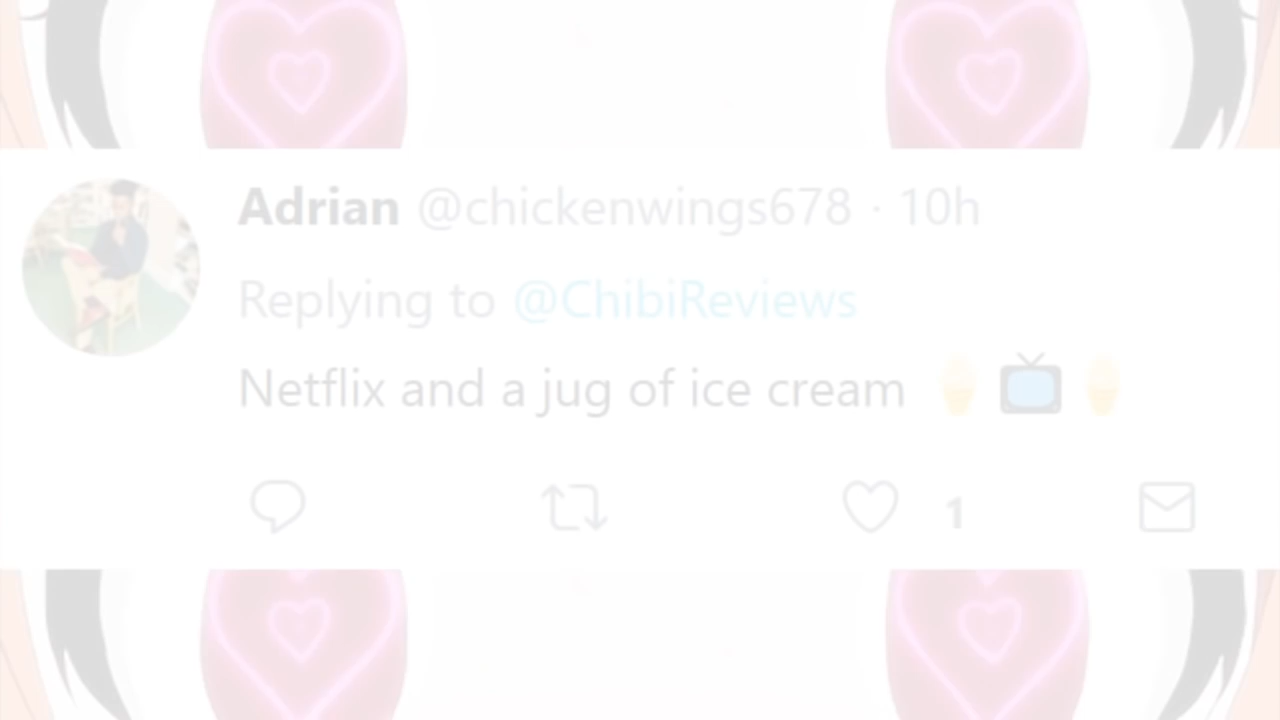 Adrian @chickenwings678 · 10h
Replying to @ChibiReviews
Netflix and a jug of ice cream 🍦 📺 🍦
1